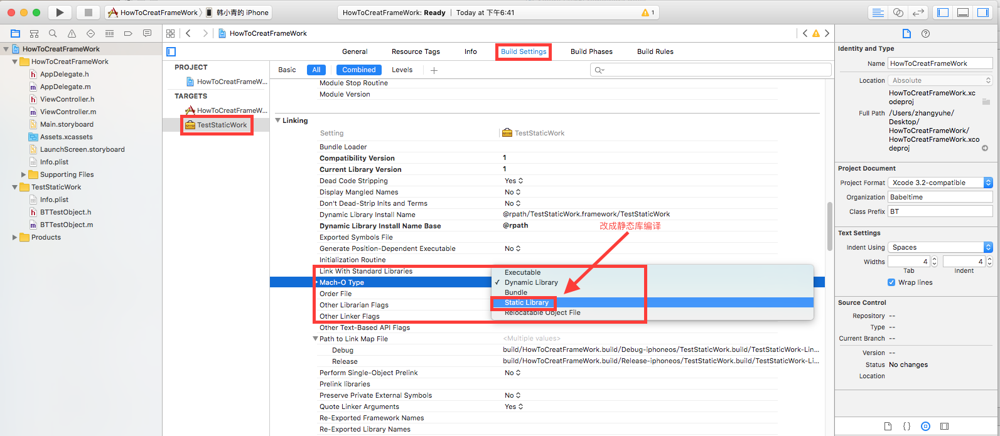 HowToCreatFrameWork 韩小青的 iPhone
HowToCreatFrameWork: Ready | Today at 下午6:41
1
HowToCreatFrameWork
HowToCreatFrameWork
HowToCreatFrameWork
AppDelegate.h
AppDelegate.m
ViewController.h
ViewController.m
Main.storyboard
Assets.xcassets
LaunchScreen.storyboard
Info.plist
Supporting Files
TestStaticWork
Info.plist
BTTestObject.h
BTTestObject.m
Products
General Resource Tags Info Build Settings Build Phases Build Rules
PROJECT
HowToCreatFrameW...
TARGETS
HowToCreatFrameW...
TestStaticWork
Basic All Combined Levels +
Module Stop Routine
Module Version
Linking
Setting TestStaticWork
Bundle Loader
Compatibility Version 1
Current Library Version 1
Dead Code Stripping Yes
Display Mangled Names No
Don't Dead-Strip Inits and Terms No
Dynamic Library Install Name @rpath/TestStaticWork.framework/TestStaticWork
Dynamic Library Install Name Base @rpath
改成静态库编译
Exported Symbols File
Generate Position-Dependent Executable No
Initialization Routine
Link With Standard Libraries
Mach-O Type
Order File
Other Librarian Flags
Other Linker Flags
Executable
✓ Dynamic Library
Bundle
Static Library
Relocatable Object File
Other Text-Based API Flags
Path to Link Map File <Multiple values>
Debug build/HowToCreatFrameWork.build/Debug-iphoneos/TestStaticWork.build/TestStaticWork-Lin...
Release build/HowToCreatFrameWork.build/Release-iphoneos/TestStaticWork.build/TestStaticWork-Li...
Perform Single-Object Prelink No
Prelink libraries
Preserve Private External Symbols No
Quote Linker Arguments Yes
Re-Exported Framework Names
Re-Exported Library Names
Identity and Type
Name HowToCreatFrameWork
Location Absolute
HowToCreatFrameWork.xc
odeproj
Full Path /Users/zhangyuhe/
Desktop/
HowToCreatFrameWork/
HowToCreatFrameWork.xco
deproj
Project Document
Project Format Xcode 3.2-compatible
Organization Babeltime
Class Prefix BT
Text Settings
Indent Using Spaces
Widths 4 4
Tab Indent
Wrap lines
Source Control
Repository --
Type --
Current Branch --
Version --
Status No changes
Location